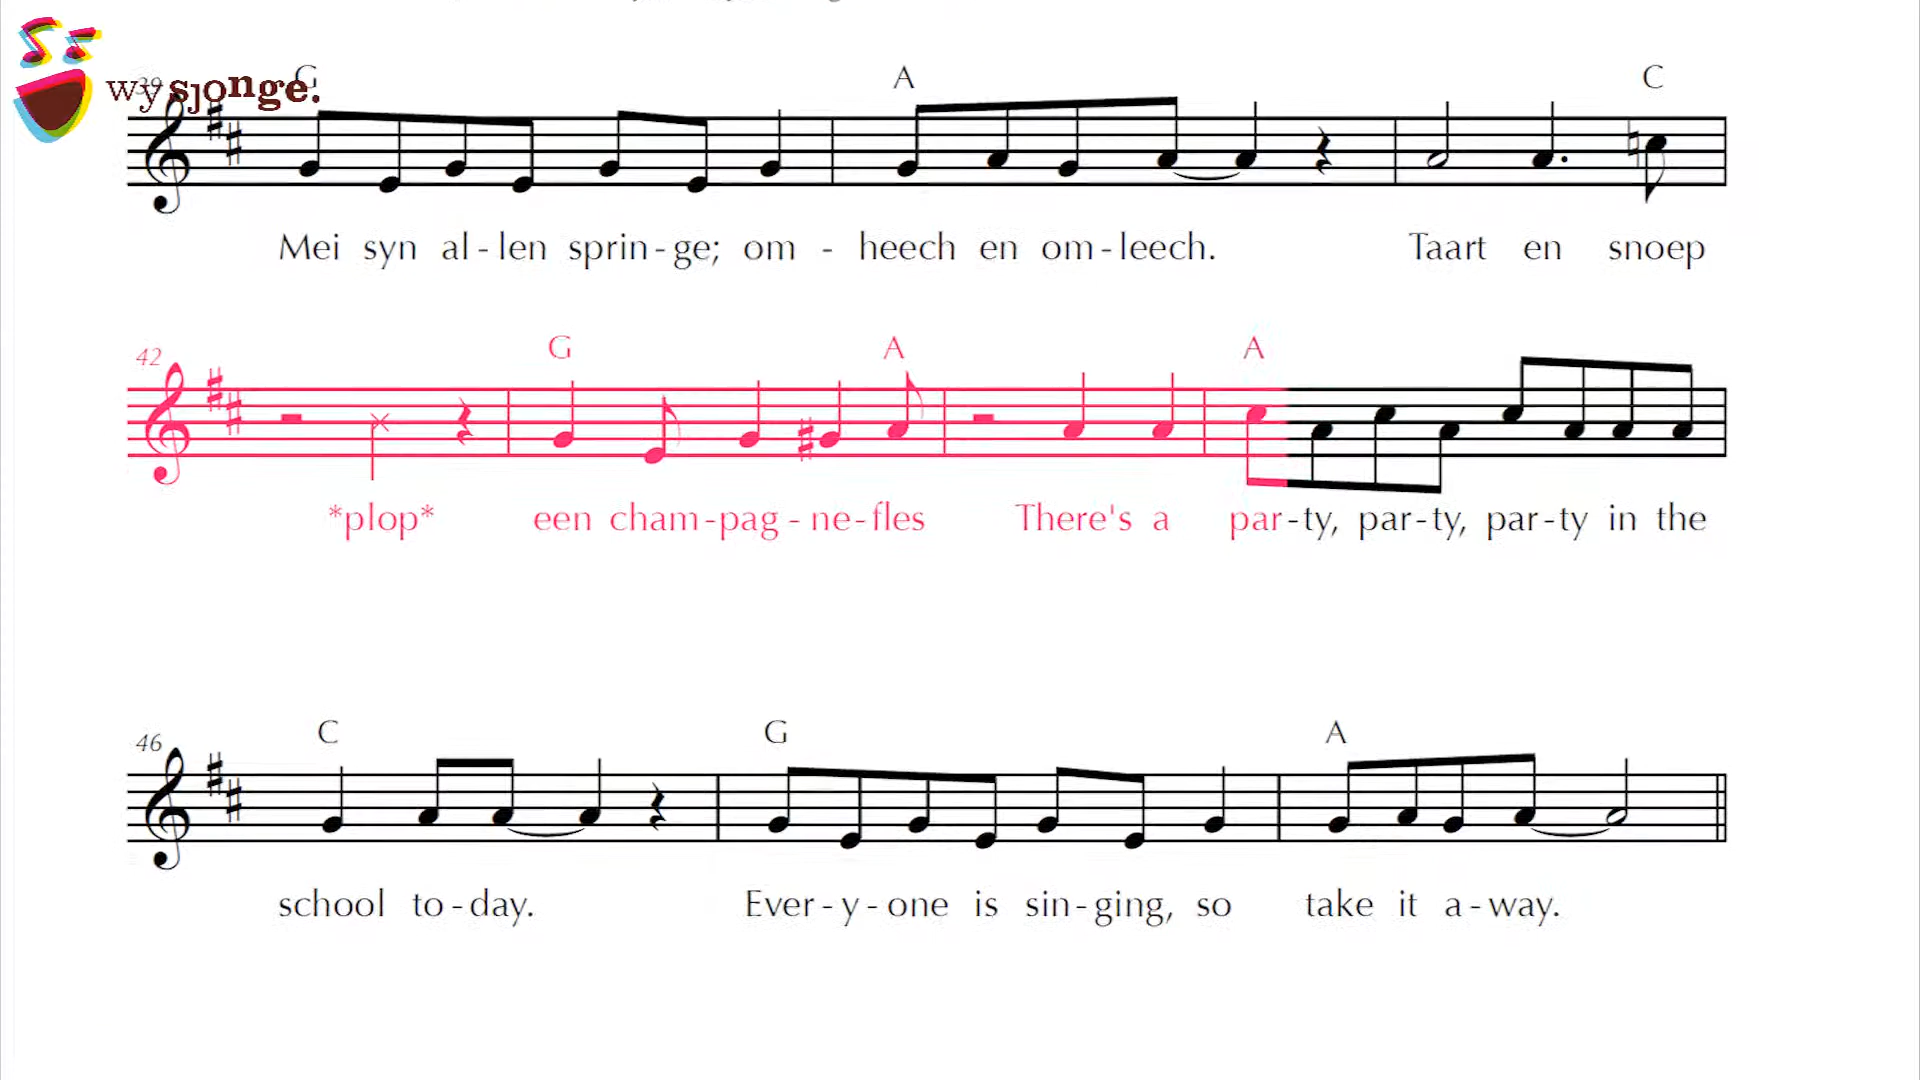 wysjonge.
39 G A C
Mei syn al - len sprin - ge; om - heech en om - leech. Taart en snoep
42 G A A
*plop* een cham - pag - ne - fles There's a par - ty, par - ty, par - ty in the
46 C G A
school to - day. Ever - y - one is sin - ging, so take it a - way.